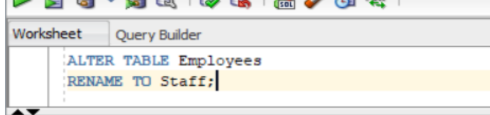 Worksheet
Query Builder
ALTER TABLE Employees
RENAME TO Staff;